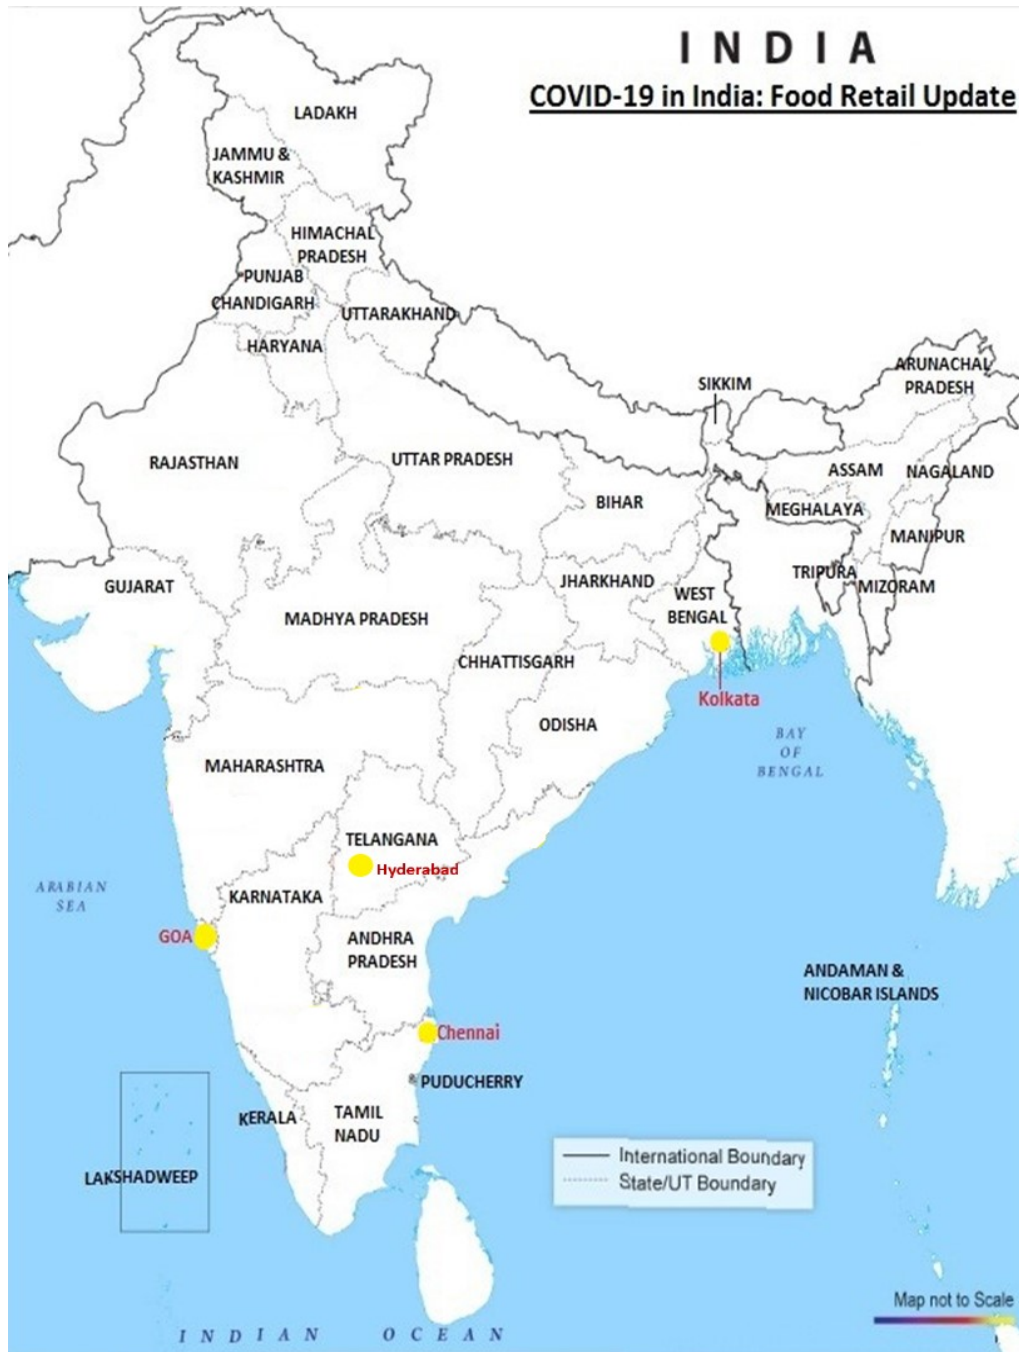 INDIA
COVID-19 in India: Food Retail Update
LADAKH
JAMMU &
KASHMIR
HIMACHAL
PRADESH
PUNJAB
CHANDIGARH
UTTARAKHAND
HARYANA
SIKKIM
ARUNACHAL
PRADESH
RAJASTHAN
UTTAR PRADESH
ASSAM
NAGALAND
BIHAR
MEGHALAYA
MANIPUR
GUJARAT
JHARKHAND
TRIPURA
MIZORAM
WEST
BENGAL
MADHYA PRADESH
CHHATTISGARH
Kolkata
ODISHA
BAY
OF
BENGAL
MAHARASHTRA
TELANGANA
Hyderabad
ARABIAN
SEA
KARNATAKA
GOA
ANDHRA
PRADESH
ANDAMAN &
NICOBAR ISLANDS
Chennai
PUDUCHERRY
KERALA
TAMIL
NADU
LAKSHADWEEP
International Boundary
State/UT Boundary
Map not to Scale
INDIAN OCEAN